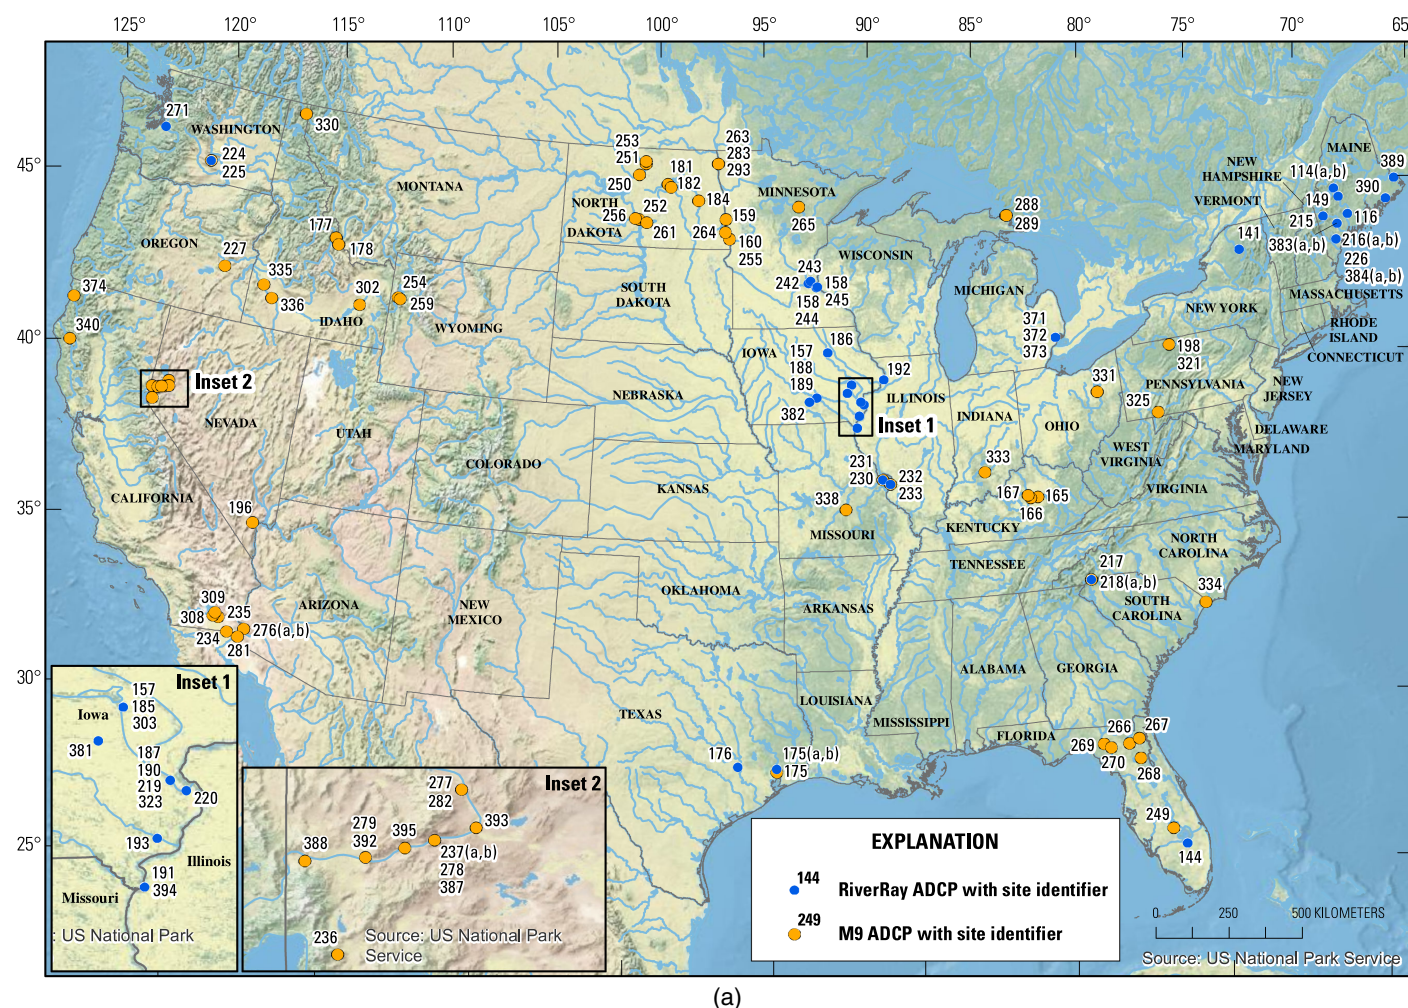 125
120
115
110
105
100
95
90
85
80
75
70
65
45°
40°
35°
30°
25°
271
WASHINGTON
224
225
330
MONTANA
OREGON
227
177
178
335
336
302
IDAHO
254
259
WYOMING
374
340
Inset 2
NEVADA
UTAH
CALIFORNIA
196
COLORADO
ARIZONA
NEW
MEXICO
309
308
235
234
276(a,b)
281
253
251
250
181
182
184
NORTH
DAKOTA
256
252
261
263
283
293
MINNESOTA
265
159
264
160
255
SOUTH
DAKOTA
243
242
158
245
158
244
WISCONSIN
288
289
MICHIGAN
371
372
373
IOWA
186
157
188
189
382
192
ILLINOIS
Inset 1
INDIANA
OHIO
NEBRASKA
KANSAS
231
230
232
233
338
MISSOURI
333
167
165
166
KENTUCKY
WEST
VIRGINIA
VIRGINIA
331
325
198
321
PENNSYLVANIA
NEW YORK
NEW
JERSEY
DELAWARE
MARYLAND
CONNECTICUT
RHODE
ISLAND
MASSACHUSETTS
NEW
HAMPSHIRE
VERMONT
MAINE
114(a,b)
389
390
149
215
116
141
383(a,b)
216(a,b)
226
384(a,b)
NORTH
CAROLINA
TENNESSEE
217
218(a,b)
SOUTH
CAROLINA
334
OKLAHOMA
ARKANSAS
ALABAMA
GEORGIA
LOUISIANA
MISSISSIPPI
TEXAS
176
175(a,b)
175
FLORIDA
266
267
269
270
268
249
144
Inset 1
Iowa
157
185
303
381
187
190
219
323
220
193
191
394
Illinois
Missouri
: US National Park
Inset 2
277
282
393
388
279
392
395
237(a,b)
278
387
236
Source: US National Park
Service
EXPLANATION
144
RiverRay ADCP with site identifier
249
M9 ADCP with site identifier
0 250 500 KILOMETERS
Source: US National Park Service
(a)